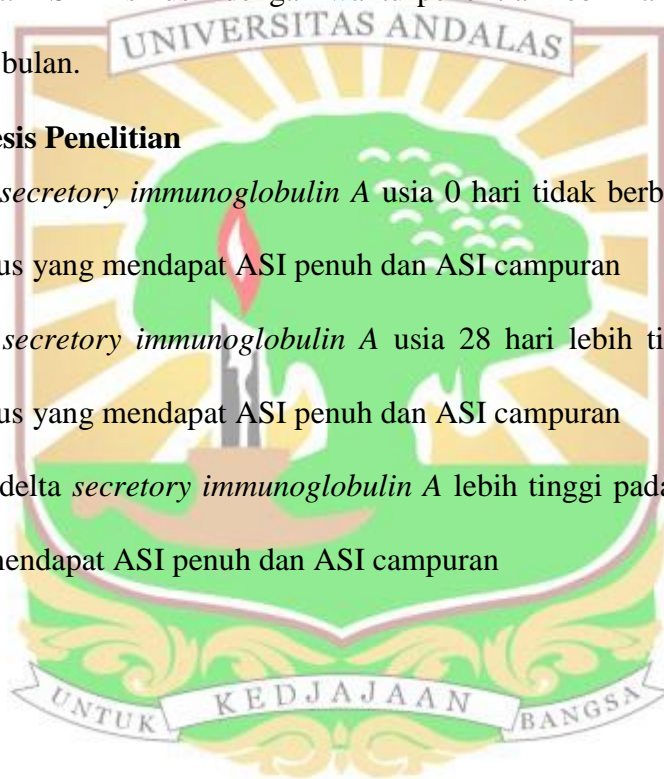 UNIVERSITAS ANDALAS
bulan.
esis Penelitian
secretory immunoglobulin A usia 0 hari tidak berb
us yang mendapat ASI penuh dan ASI campuran
secretory immunoglobulin A usia 28 hari lebih ti
us yang mendapat ASI penuh dan ASI campuran
delta secretory immunoglobulin A lebih tinggi pada
mendapat ASI penuh dan ASI campuran
UNTUK KEDJAJAAN BANGSA